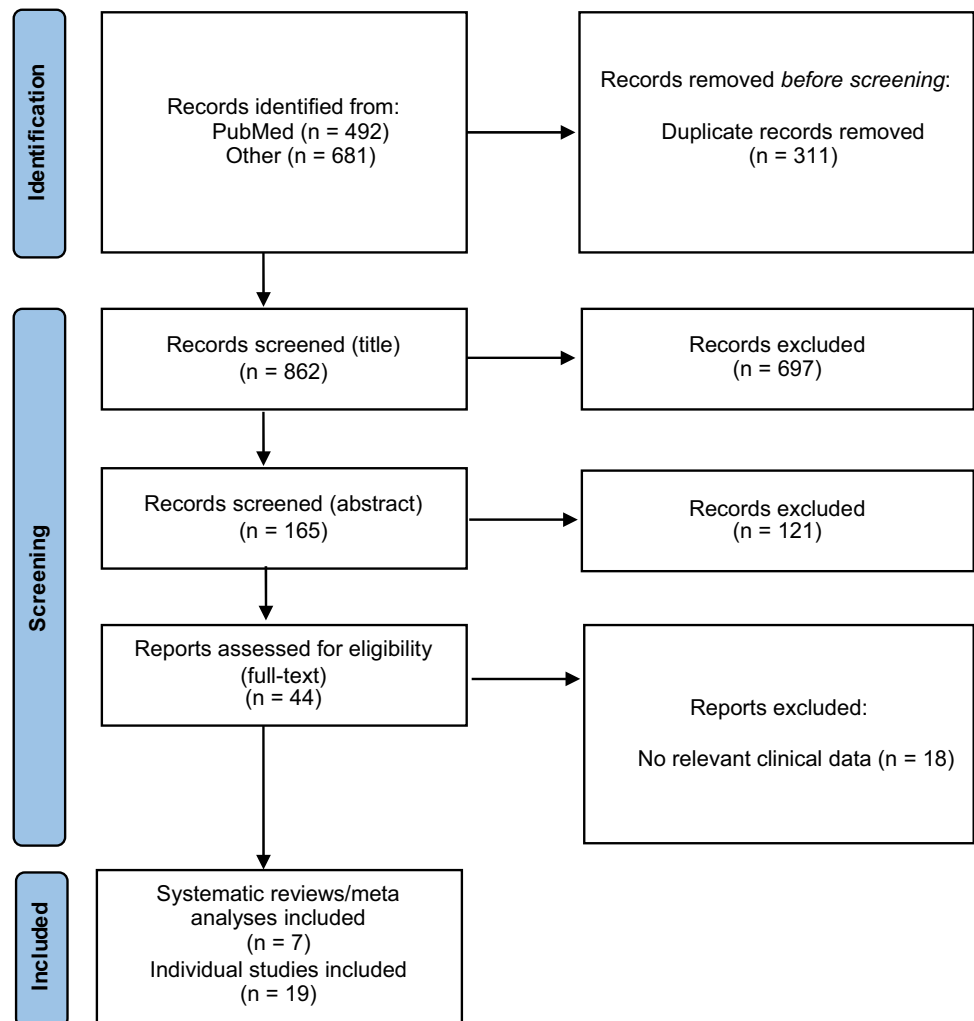 Identification
Records identified from:
PubMed (n = 492)
Other (n = 681)
Records removed before screening:
Duplicate records removed
(n = 311)
Screening
Records screened (title)
(n = 862)
Records excluded
(n = 697)
Records screened (abstract)
(n = 165)
Records excluded
(n = 121)
Reports assessed for eligibility
(full-text)
(n = 44)
Reports excluded:
No relevant clinical data (n = 18)
Included
Systematic reviews/meta
analyses included
(n = 7)
Individual studies included
(n = 19)